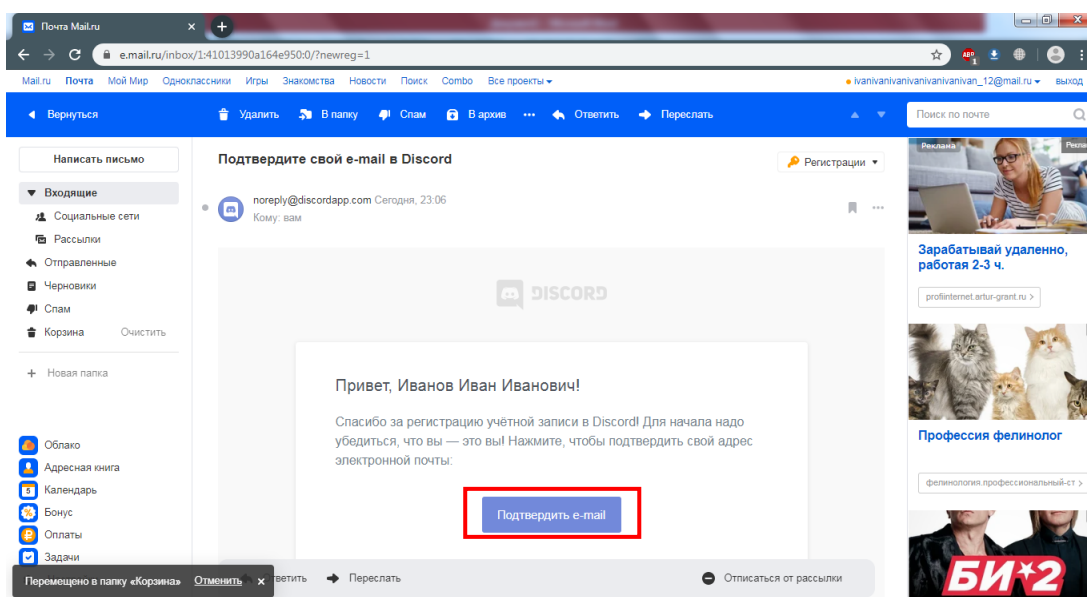 Почта Mail.ru
e.mail.ru/inbox/1:41013990a164e950:0/?newreg=1
ABP
1
Mail.ru Почта Мой Мир Одноклассники Игры Знакомства Новости Поиск Combo Все проекты
ivanivanivanivanivanivan_12@mail.ru выход
Вернуться Удалить В папку Спам В архив Ответить Переслать
Поиск по почте
Написать письмо
Входящие
Социальные сети
Рассылки
Отправленные
Черновики
Спам
Корзина Очистить
Новая папка
Облако
Адресная книга
5 Календарь
Бонус
Оплаты
Задачи
Перемещено в папку «Корзина» Отменить
Подтвердите свой e-mail в Discord
Регистрации
noreply@discordapp.com Сегодня, 23:06
Кому: вам
DISCORD
Привет, Иванов Иван Иванович!
Спасибо за регистрацию учётной записи в Discord! Для начала надо
убедиться, что вы — это вы! Нажмите, чтобы подтвердить свой адрес
электронной почты:
Подтвердить e-mail
Переслать
Отписаться от рассылки
Реклама
Зарабатывай удаленно,
работая 2-3 ч.
profiinternet.artur-grant.ru
Профессия фелинолог
фелинология.профессиональный-ст
БИ*2